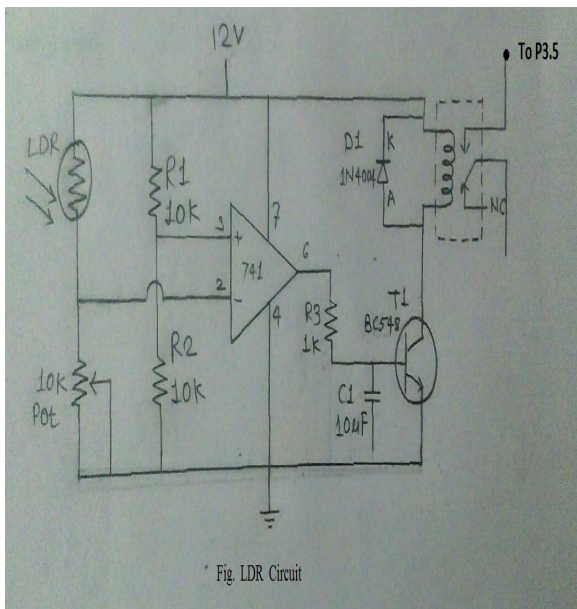 12V
To P3.5
LDR
R1
10K
D1
K
1N4004
A
NC
3
+
7
741
6
2
-
4
R3
1K
T1
BC548
R2
10K
10K
Pot
C1
10µF
Fig. LDR Circuit